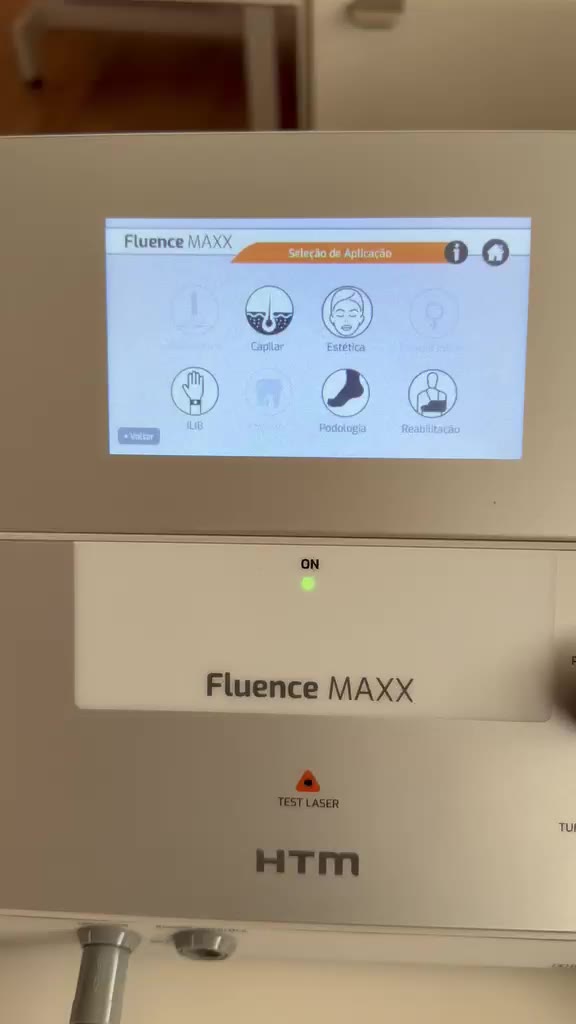 Fluence MAXX
Seleção de Aplicação
Capilar
Estética
ILIB
Podologia
Reabilitação
Voltar
ON
Fluence MAXX
TEST LASER
HTM